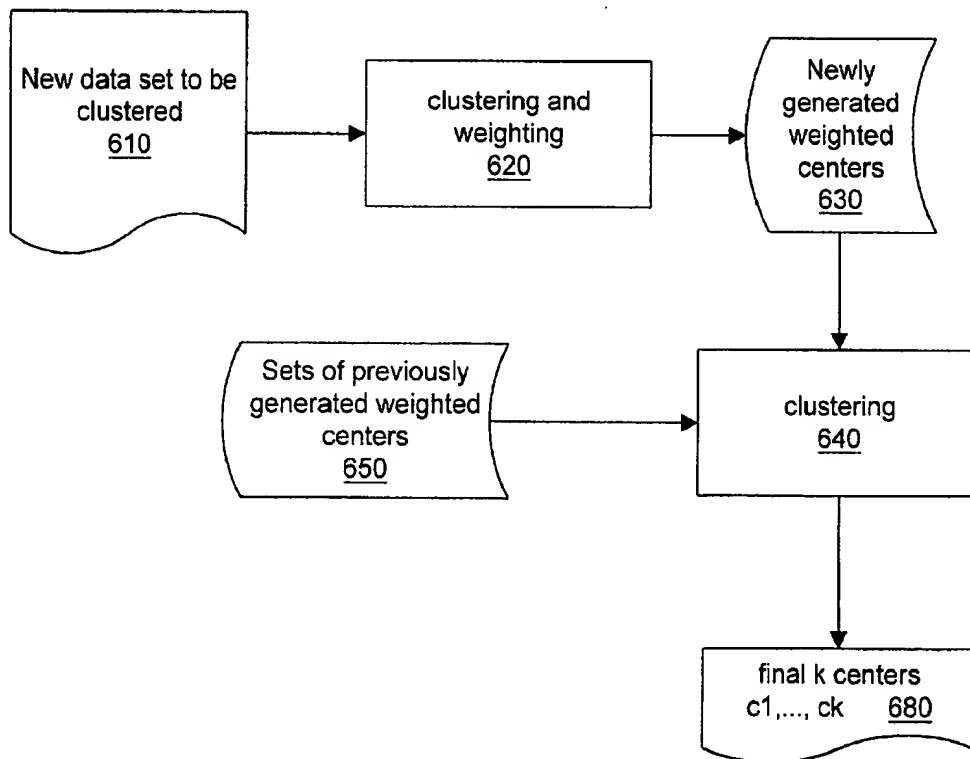 New data set to be
clustered
610
clustering and
weighting
620
Newly
generated
weighted
centers
630
Sets of previously
generated weighted
centers
650
clustering
640
final k centers
c1,..., ck 680